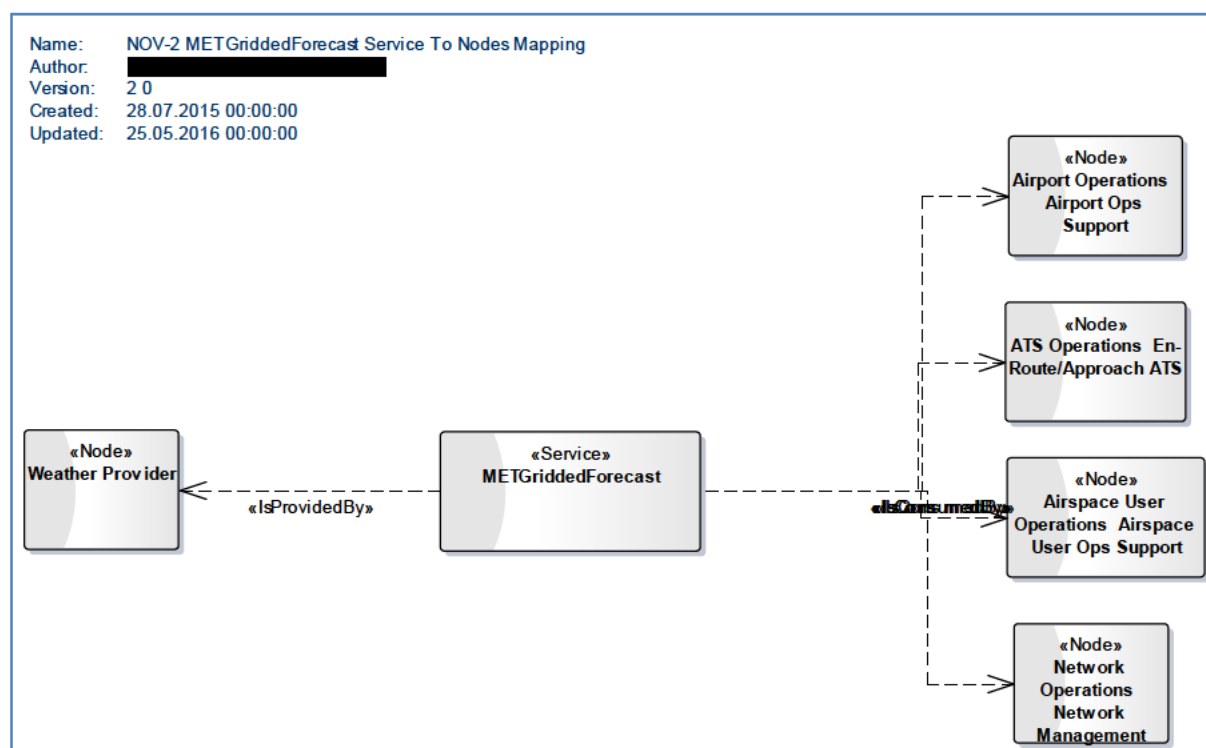 Name: NOV-2 METGriddedForecast Service To Nodes Mapping
Author:
Version: 2 0
Created: 28.07.2015 00:00:00
Updated: 25.05.2016 00:00:00
«Node»
Airport Operations
Airport Ops
Support
«Node»
ATS Operations En-
Route/Approach ATS
«Node»
Weather Provider
«IsProvidedBy»
«Service»
METGriddedForecast
«IsConsumedBy»
«Node»
Airspace User
Operations Airspace
User Ops Support
«Node»
Network
Operations
Network
Management